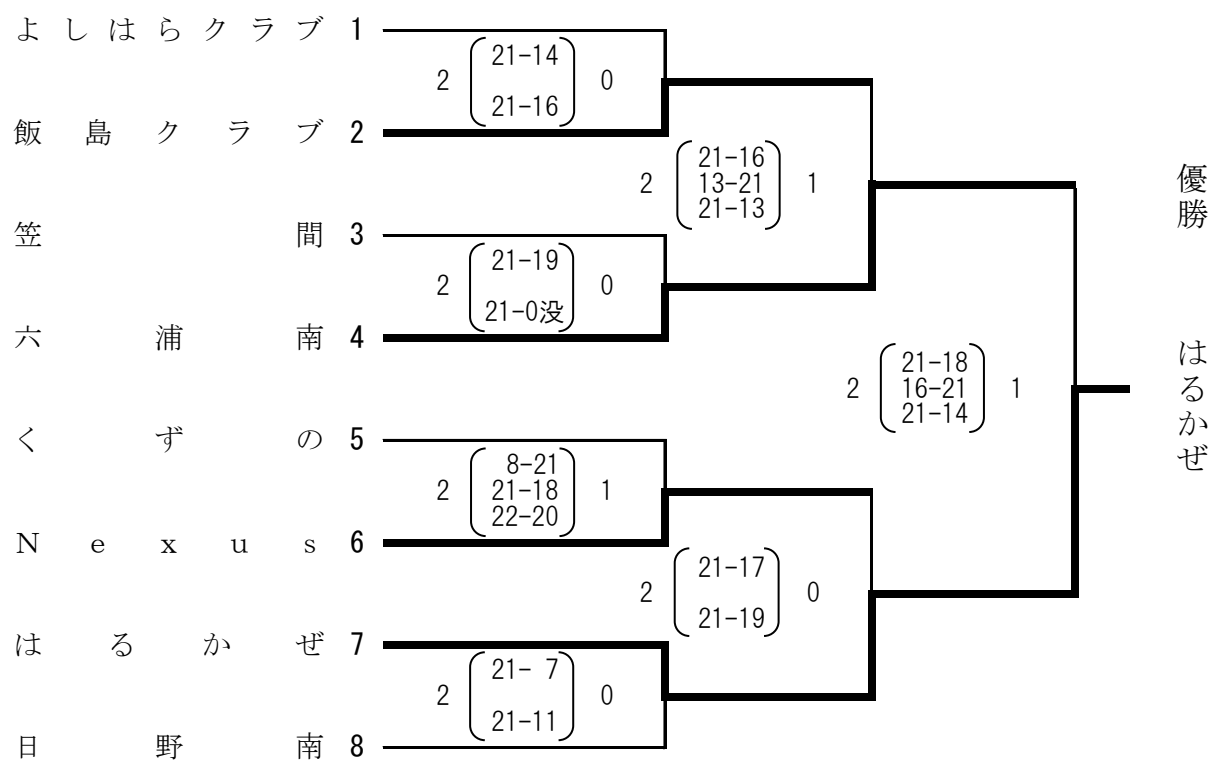 よしはらクラブ 1
2 21-14 0
21-16
飯島クラブ 2
2 21-16 1
13-21
21-13
笠間 3
2 21-19 0
21-0没
六浦南 4
2 21-18 1
16-21
21-14
くずの 5
2 8-21 1
21-18
22-20
Ｎｅｘｕｓ 6
2 21-17 0
21-19
はるかぜ 7
2 21- 7 0
21-11
日野南 8
優勝 はるかぜ